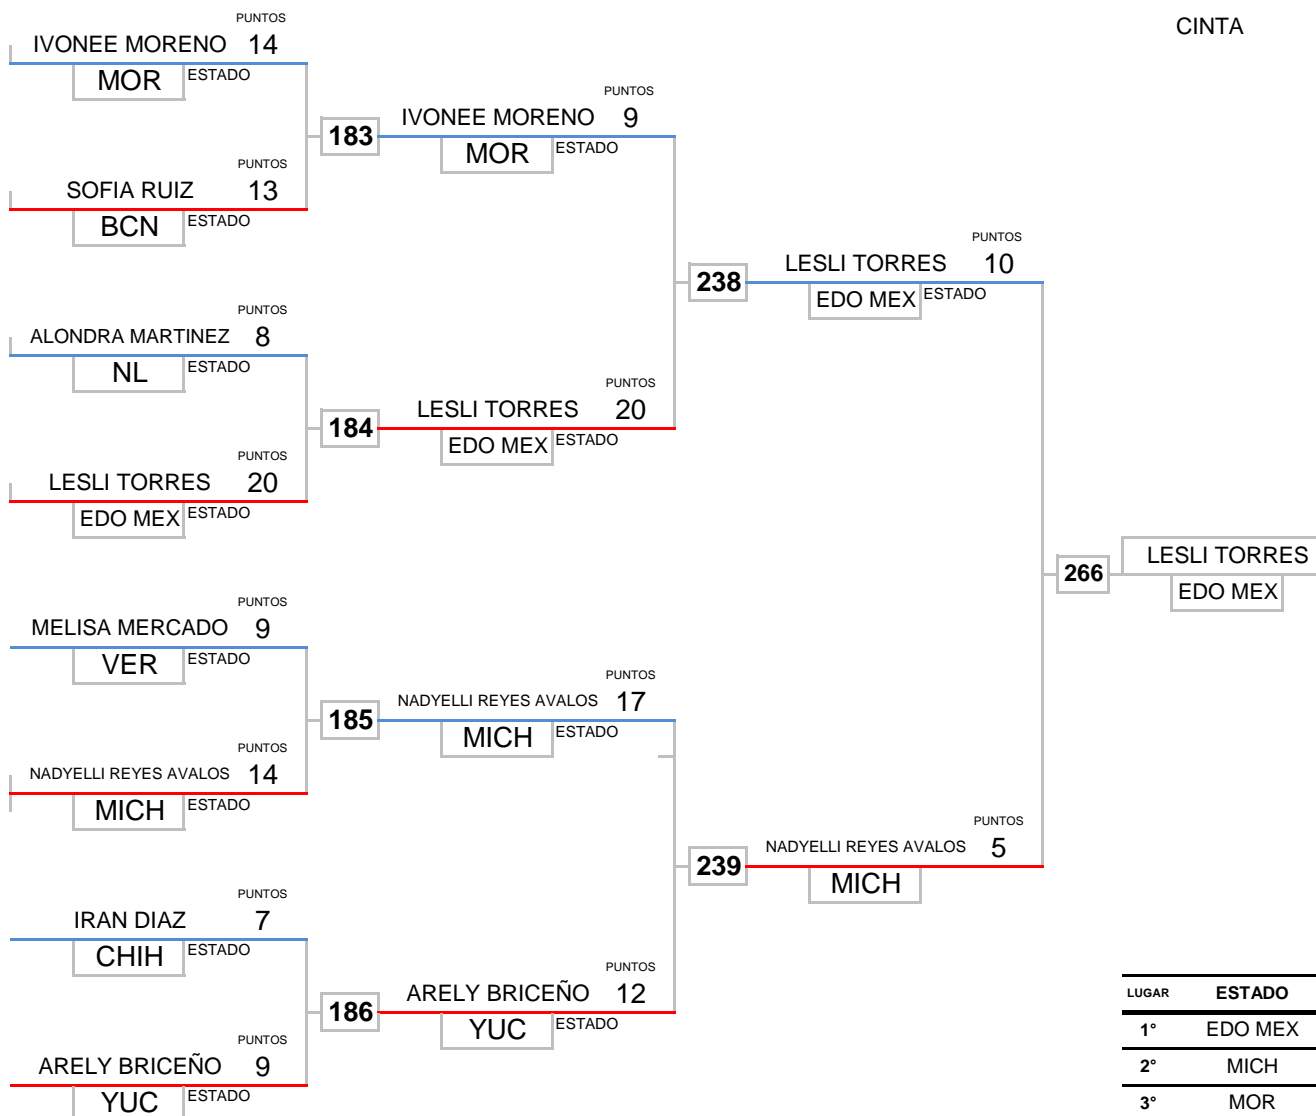 CINTA
PUNTOS
IVONEE MORENO 14
MOR ESTADO
183
PUNTOS
SOFIA RUIZ 13
BCN ESTADO
PUNTOS
IVONEE MORENO 9
MOR ESTADO
PUNTOS
ALONDRA MARTINEZ 8
NL ESTADO
184
PUNTOS
LESLI TORRES 20
EDO MEX ESTADO
PUNTOS
LESLI TORRES 20
EDO MEX ESTADO
238
PUNTOS
LESLI TORRES 10
EDO MEX ESTADO
PUNTOS
MELISA MERCADO 9
VER ESTADO
185
PUNTOS
NADYELLI REYES AVALOS 14
MICH ESTADO
PUNTOS
NADYELLI REYES AVALOS 17
MICH ESTADO
PUNTOS
IRAN DIAZ 7
CHIH ESTADO
186
PUNTOS
ARELY BRICEÑO 9
YUC ESTADO
PUNTOS
ARELY BRICEÑO 12
YUC ESTADO
239
PUNTOS
NADYELLI REYES AVALOS 5
MICH
266
LESLI TORRES
EDO MEX
LUGAR ESTADO
1° EDO MEX
2° MICH
3° MOR